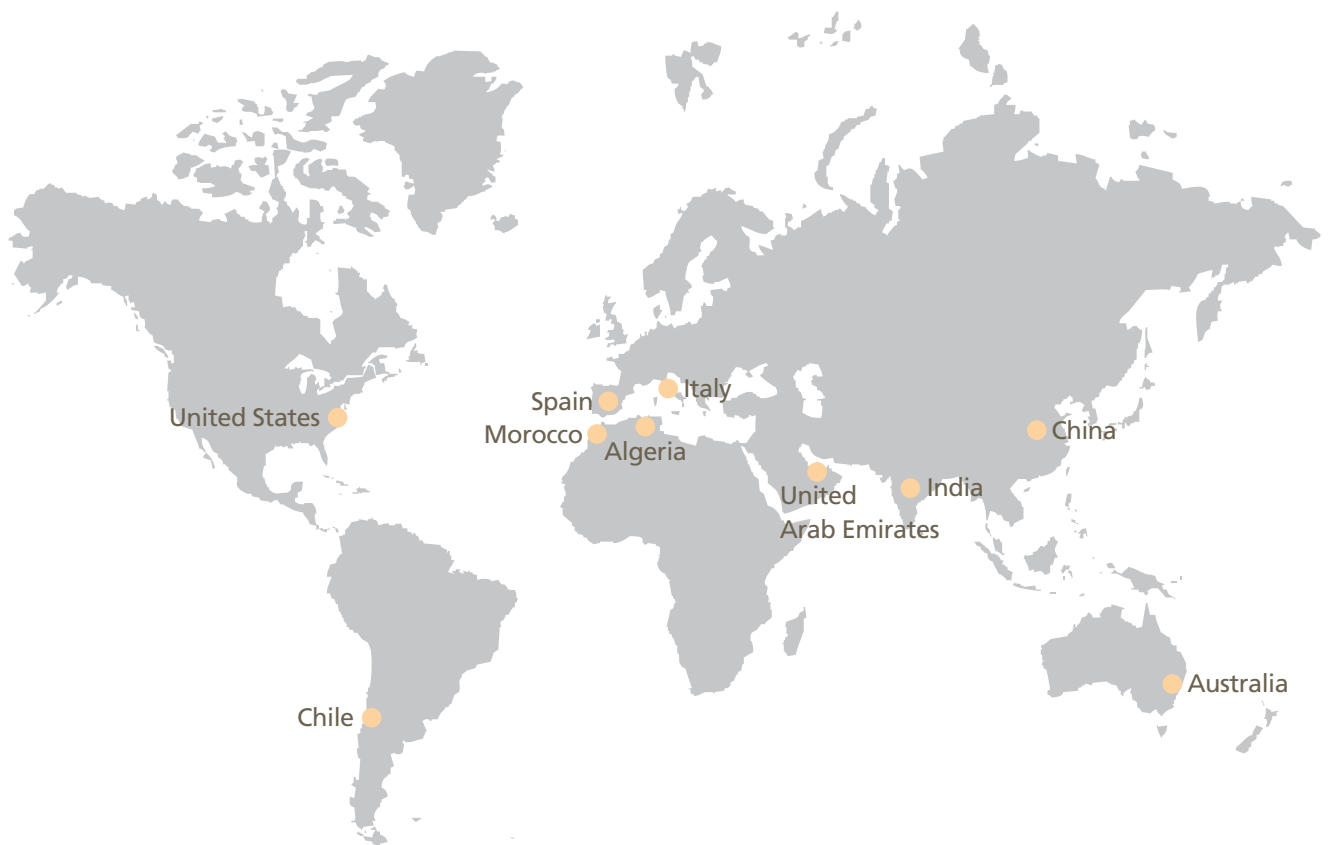 Italy
Spain
United States
China
Morocco
Algeria
India
United
Arab Emirates
Australia
Chile